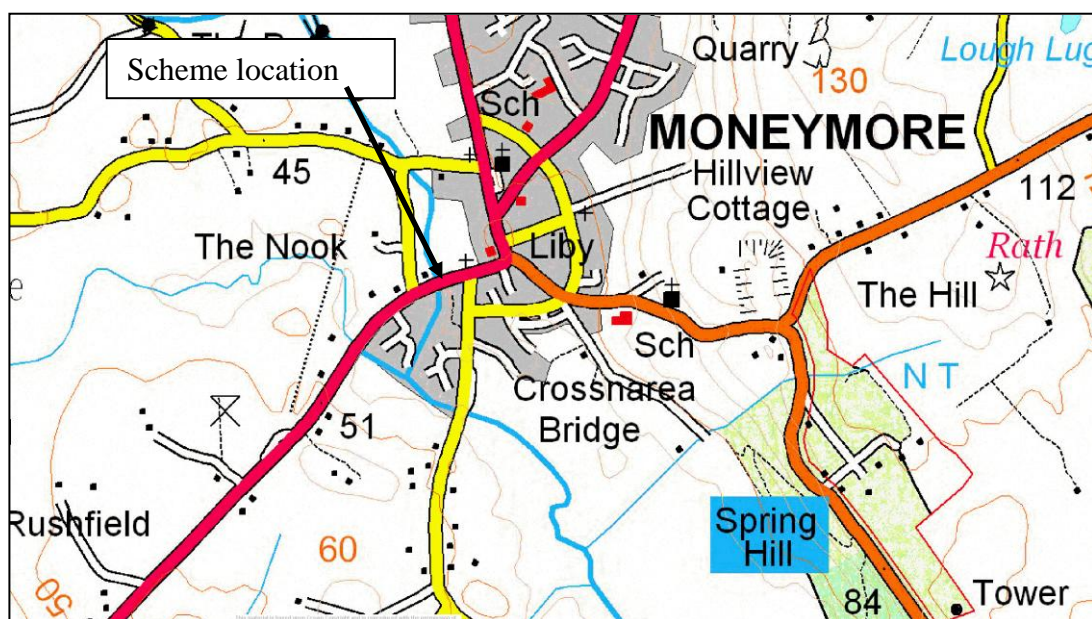 Scheme location
Quarry
Lough Lug
Sch
130
MONEYMORE
Hillview
Cottage
45
112
The Nook
Liby
Rath
The Hill
Sch
N T
Crossnarea
Bridge
51
Rushfield
60
Spring
Hill
50
84
Tower